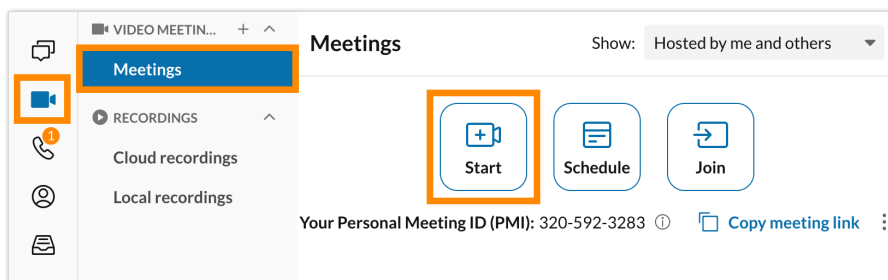 VIDEO MEETIN...
Meetings
RECORDINGS
Cloud recordings
Local recordings
1
Meetings
Show: Hosted by me and others
Start
Schedule
Join
Your Personal Meeting ID (PMI): 320-592-3283
Copy meeting link